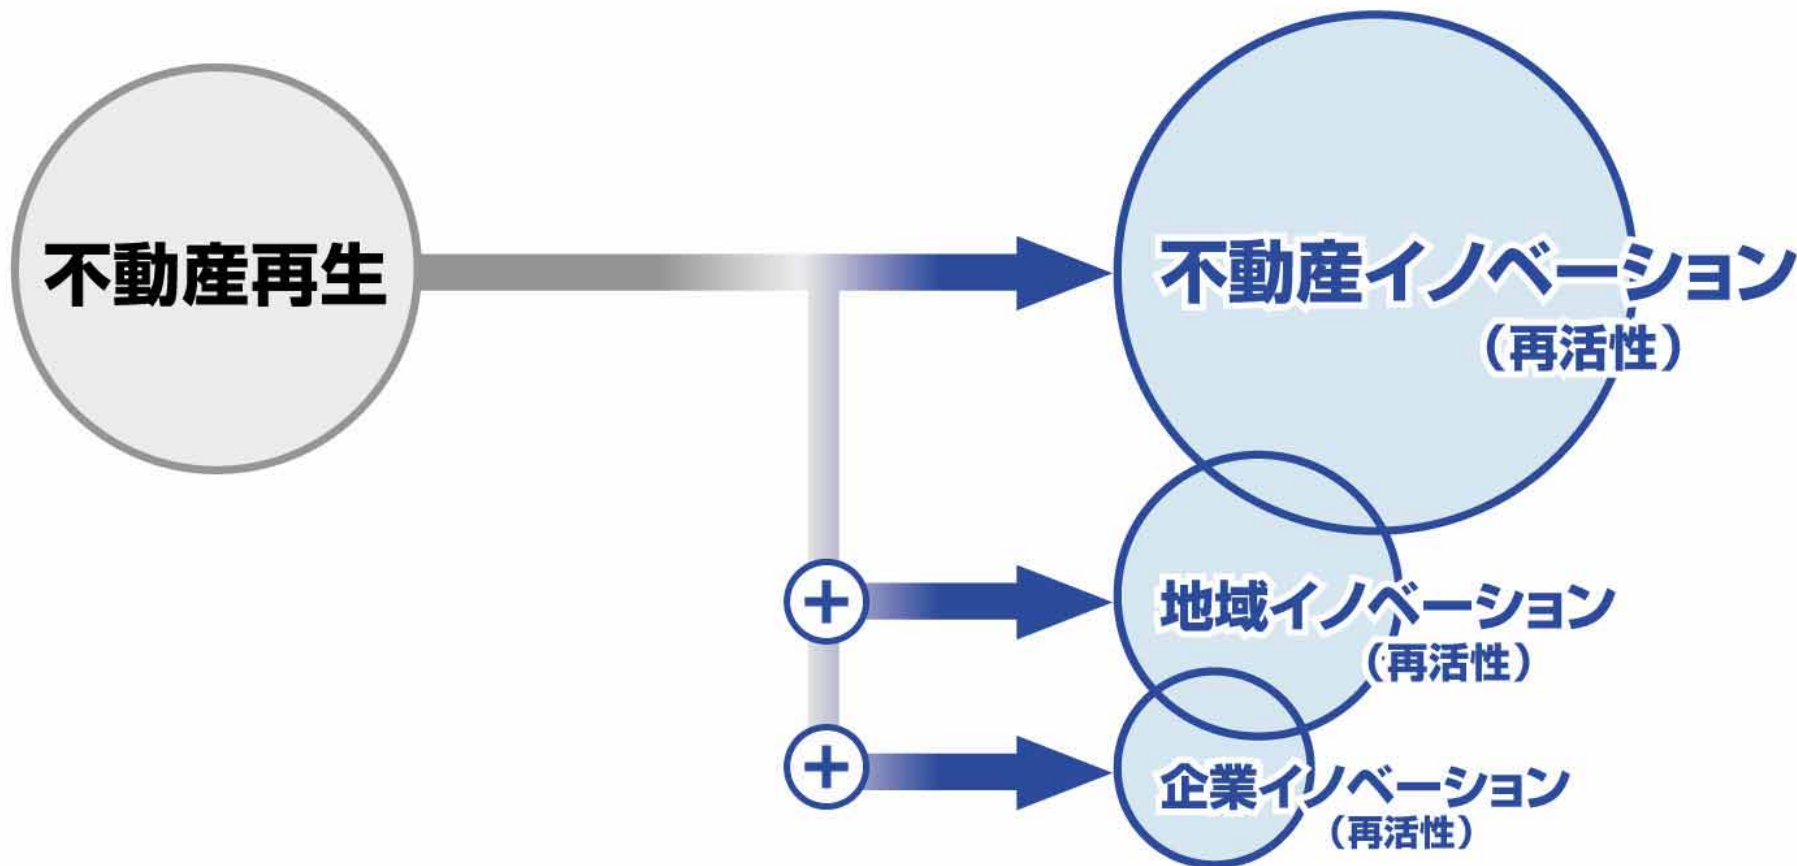 不動産再生
不動産イノベーション
（再活性）
＋
地域イノベーション
（再活性）
＋
企業イノベーション
（再活性）